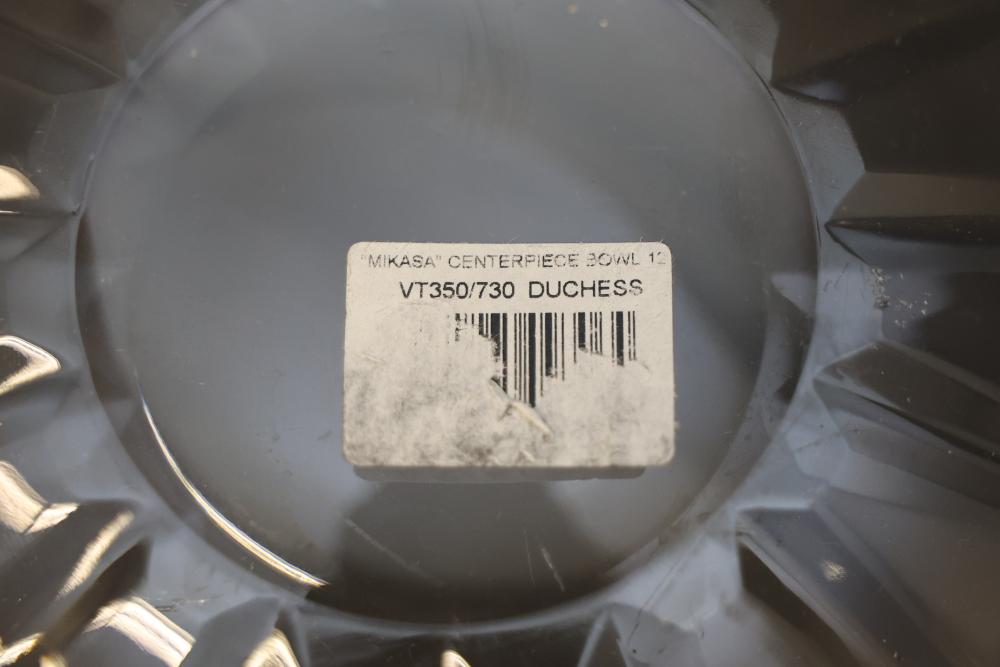 "MIKASA" CENTERPIECE BOWL 12
VT350/730 DUCHESS